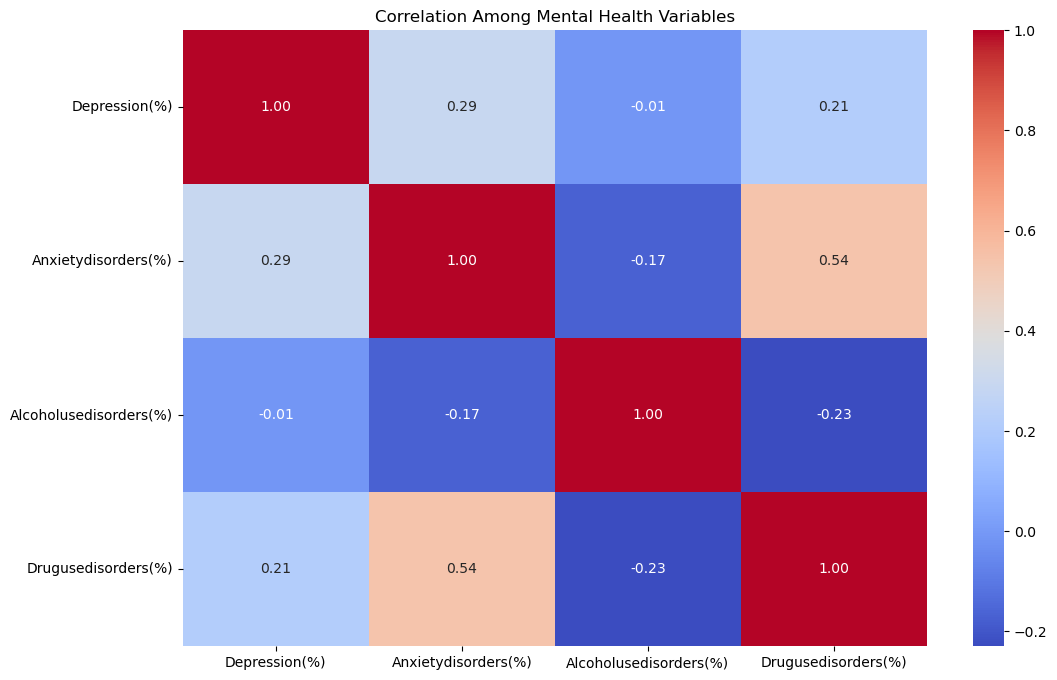 Correlation Among Mental Health Variables
Depression(%) 1.00 0.29 -0.01 0.21
Anxietydisorders(%) 0.29 1.00 -0.17 0.54
Alcoholusedisorders(%) -0.01 -0.17 1.00 -0.23
Drugusedisorders(%) 0.21 0.54 -0.23 1.00
Depression(%) Anxietydisorders(%) Alcoholusedisorders(%) Drugusedisorders(%)
1.0
0.8
0.6
0.4
0.2
0.0
−0.2